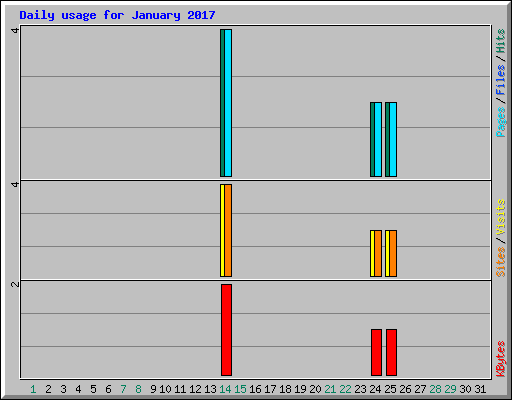 Daily usage for January 2017
4
4
2
Pages / Files / Hits
Sites / Visits
KBytes
1 2 3 4 5 6 7 8 9 10 11 12 13 14 15 16 17 18 19 20 21 22 23 24 25 26 27 28 29 30 31